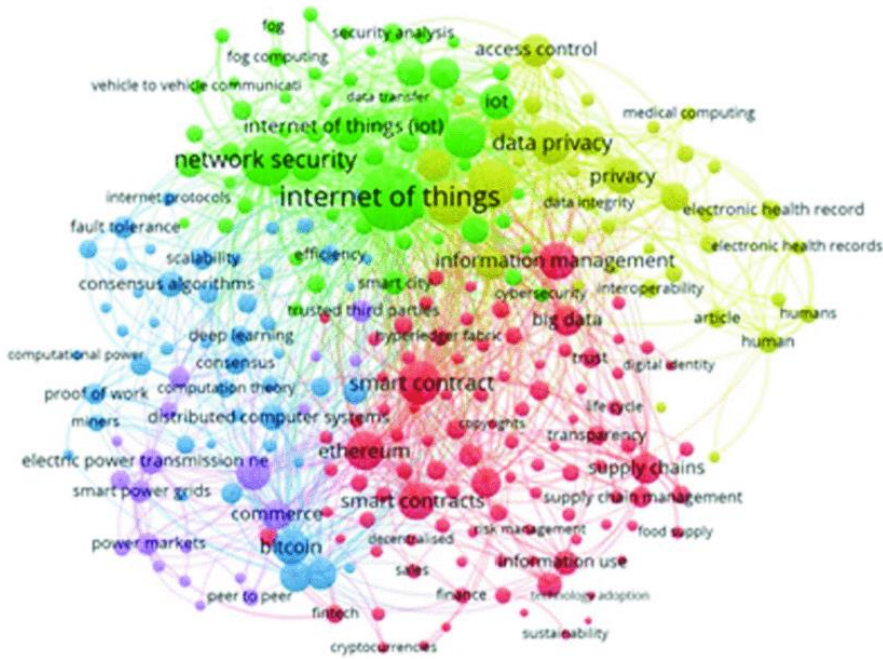 fog
security analysis
access control
fog computing
vehicle to vehicle communicati
data transfer
iot
medical computing
internet of things (iot)
data privacy
network security
privacy
internet protocols
internet of things
data integrity
electronic health record
fault tolerance
electronic health records
scalability
efficiency
information management
consensus algorithms
smart city
cybersecurity
interoperability
trusted third parties
big data
article
humans
deep learning
hyperledger fabric
human
computational power
consensus
trust
digital identity
proof of work
computation theory
smart contract
miners
distributed computer systems
life cycle
copyrights
transparency
electric power transmission ne
ethereum
supply chains
smart power grids
smart contracts
supply chain management
commerce
risk management
food supply
power markets
bitcoin
decentralised
information use
sales
peer to peer
finance
technology adoption
fintech
sustainability
cryptocurrencies